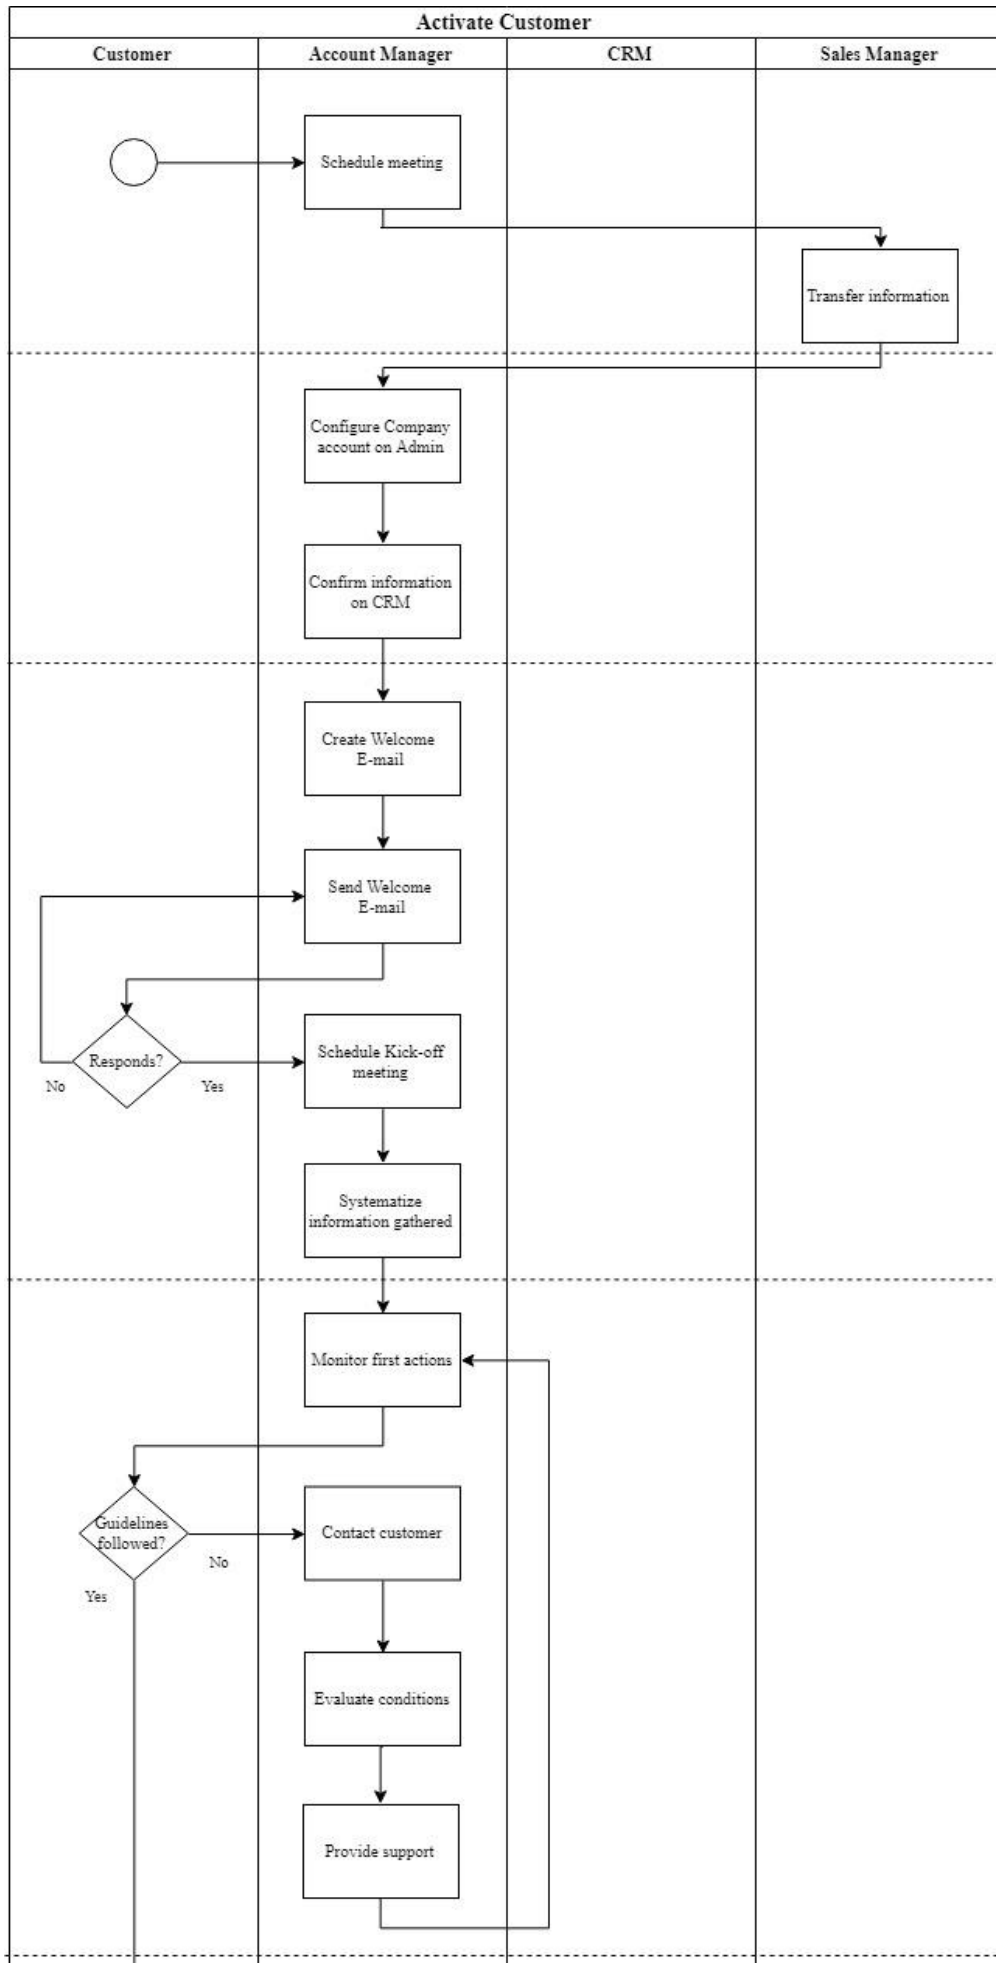 Activate Customer
Customer
Account Manager
CRM
Sales Manager
Schedule meeting
Transfer information
Configure Company
account on Admin
Confirm information
on CRM
Create Welcome
E-mail
Send Welcome
E-mail
Responds?
No
Yes
Schedule Kick-off
meeting
Systematize
information gathered
Monitor first actions
Guidelines
followed?
No
Yes
Contact customer
Evaluate conditions
Provide support